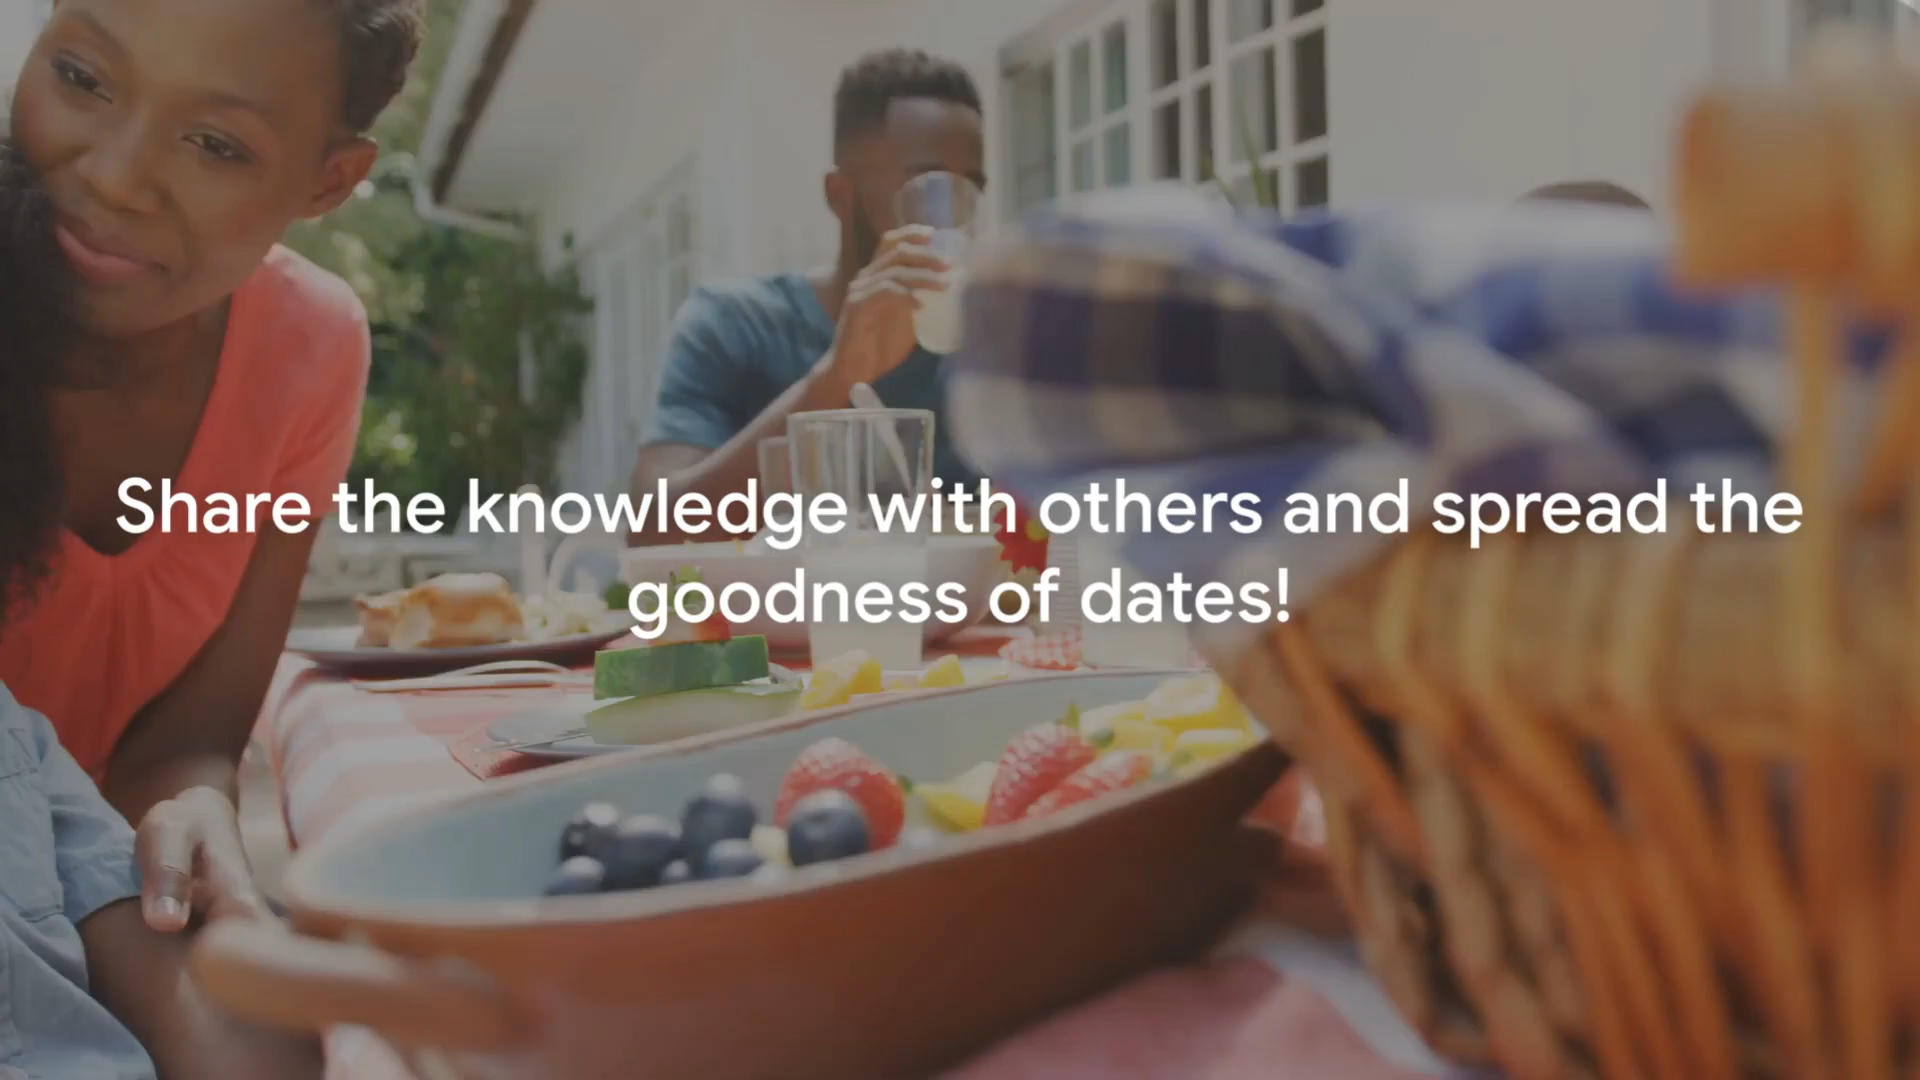 Share the knowledge with others and spread the
goodness of dates!